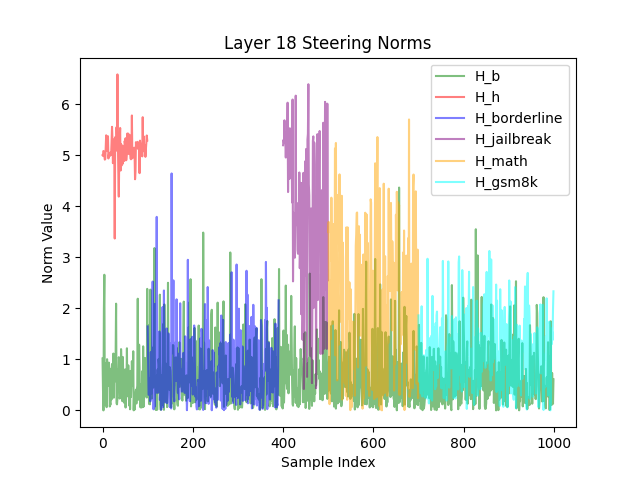 Layer 18 Steering Norms
H_b
H_h
H_borderline
H_jailbreak
H_math
H_gsm8k
Norm Value
6
5
4
3
2
1
0
0
200
400
600
800
1000
Sample Index